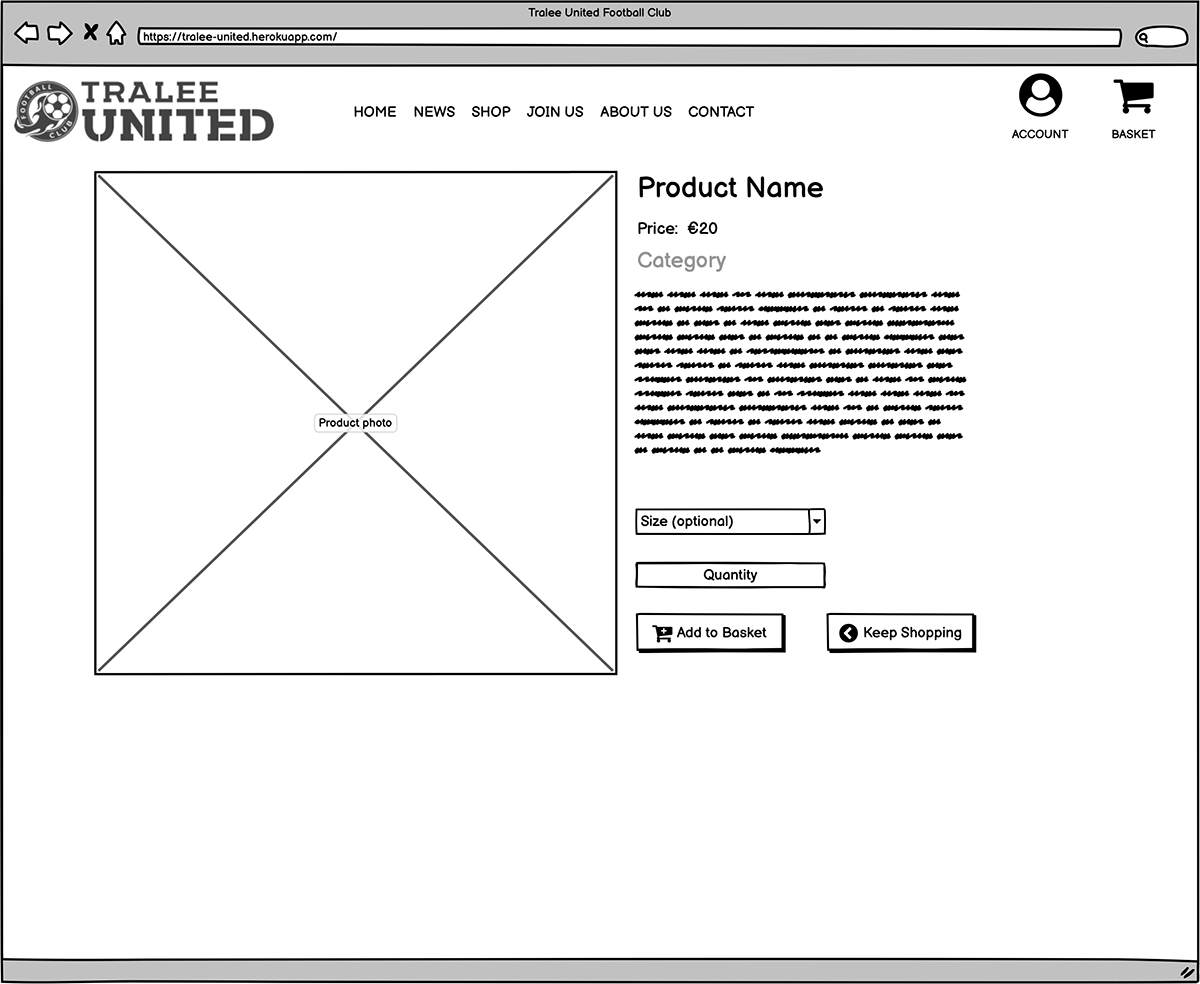 Tralee United Football Club
https://tralee-united.herokuapp.com/
FOOTBALL CLUB
TRALEE
UNITED
HOME NEWS SHOP JOIN US ABOUT US CONTACT
ACCOUNT BASKET
Product Name
Price: €20
Category
Product photo
Size (optional)
Quantity
Add to Basket Keep Shopping